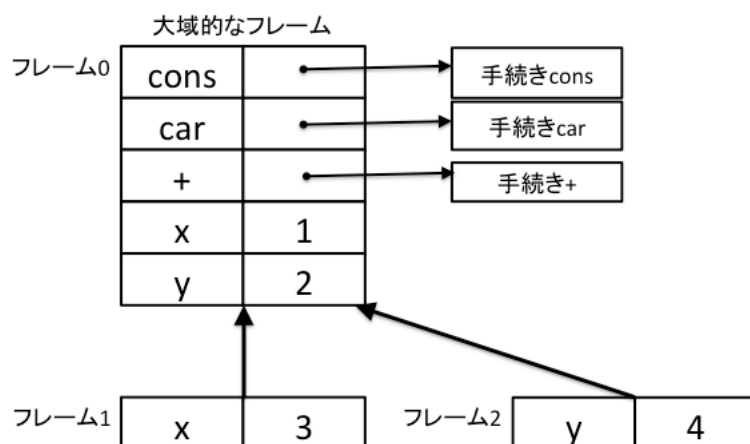 大域的なフレーム
フレーム0
cons
手続きcons
car
手続きcar
+
手続き+
x 1
y 2
フレーム1
x 3
フレーム2
y 4